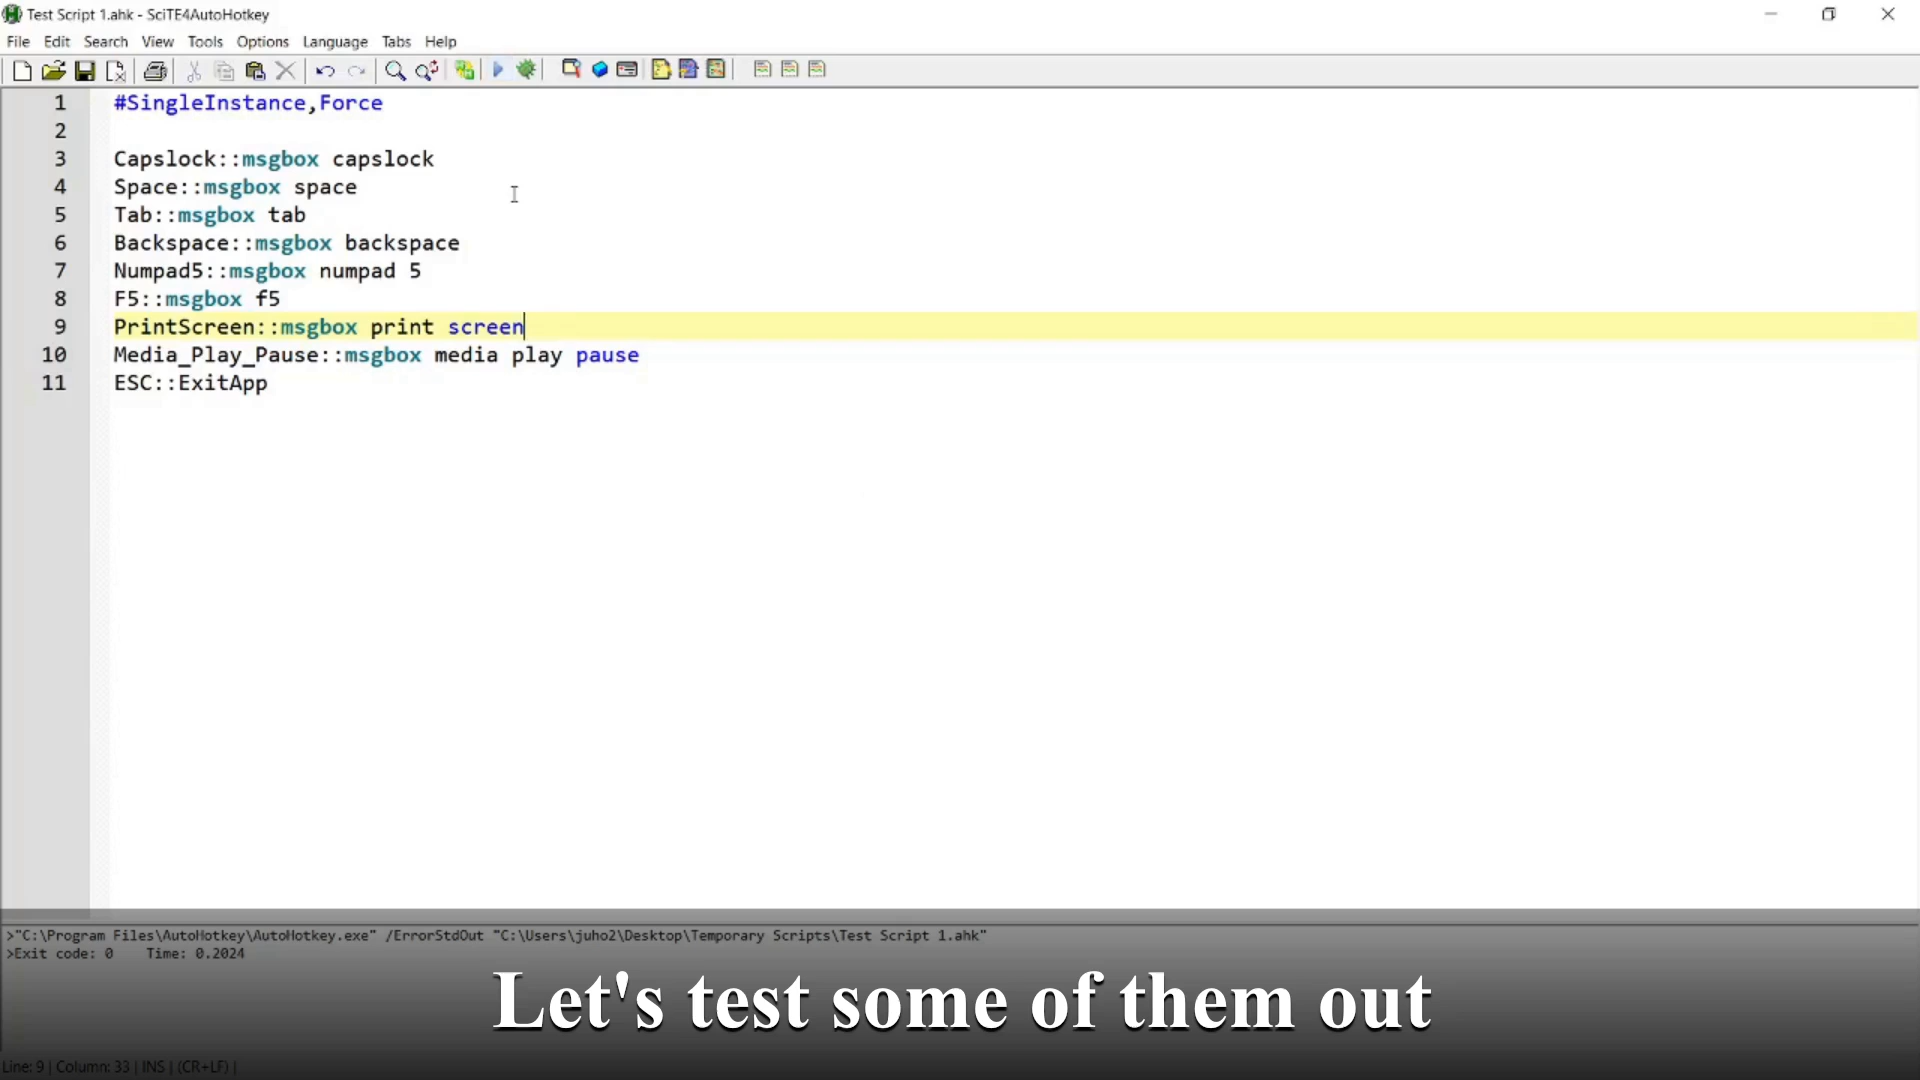 Test Script 1.ahk - SciTE4AutoHotkey
File Edit Search View Tools Options Language Tabs Help
1 #SingleInstance,Force
2
3 Capslock::msgbox capslock
4 Space::msgbox space
5 Tab::msgbox tab
6 Backspace::msgbox backspace
7 Numpad5::msgbox numpad 5
8 F5::msgbox f5
9 PrintScreen::msgbox print screen
10 Media_Play_Pause::msgbox media play pause
11 ESC::ExitApp
>"C:\Program Files\AutoHotkey\AutoHotkey.exe" /ErrorStdOut "C:\Users\juho2\Desktop\Temporary Scripts\Test Script 1.ahk"
>Exit code: 0 Time: 0.2024
Let's test some of them out
Line: 9 | Column: 33 | INS | (CR+LF) |